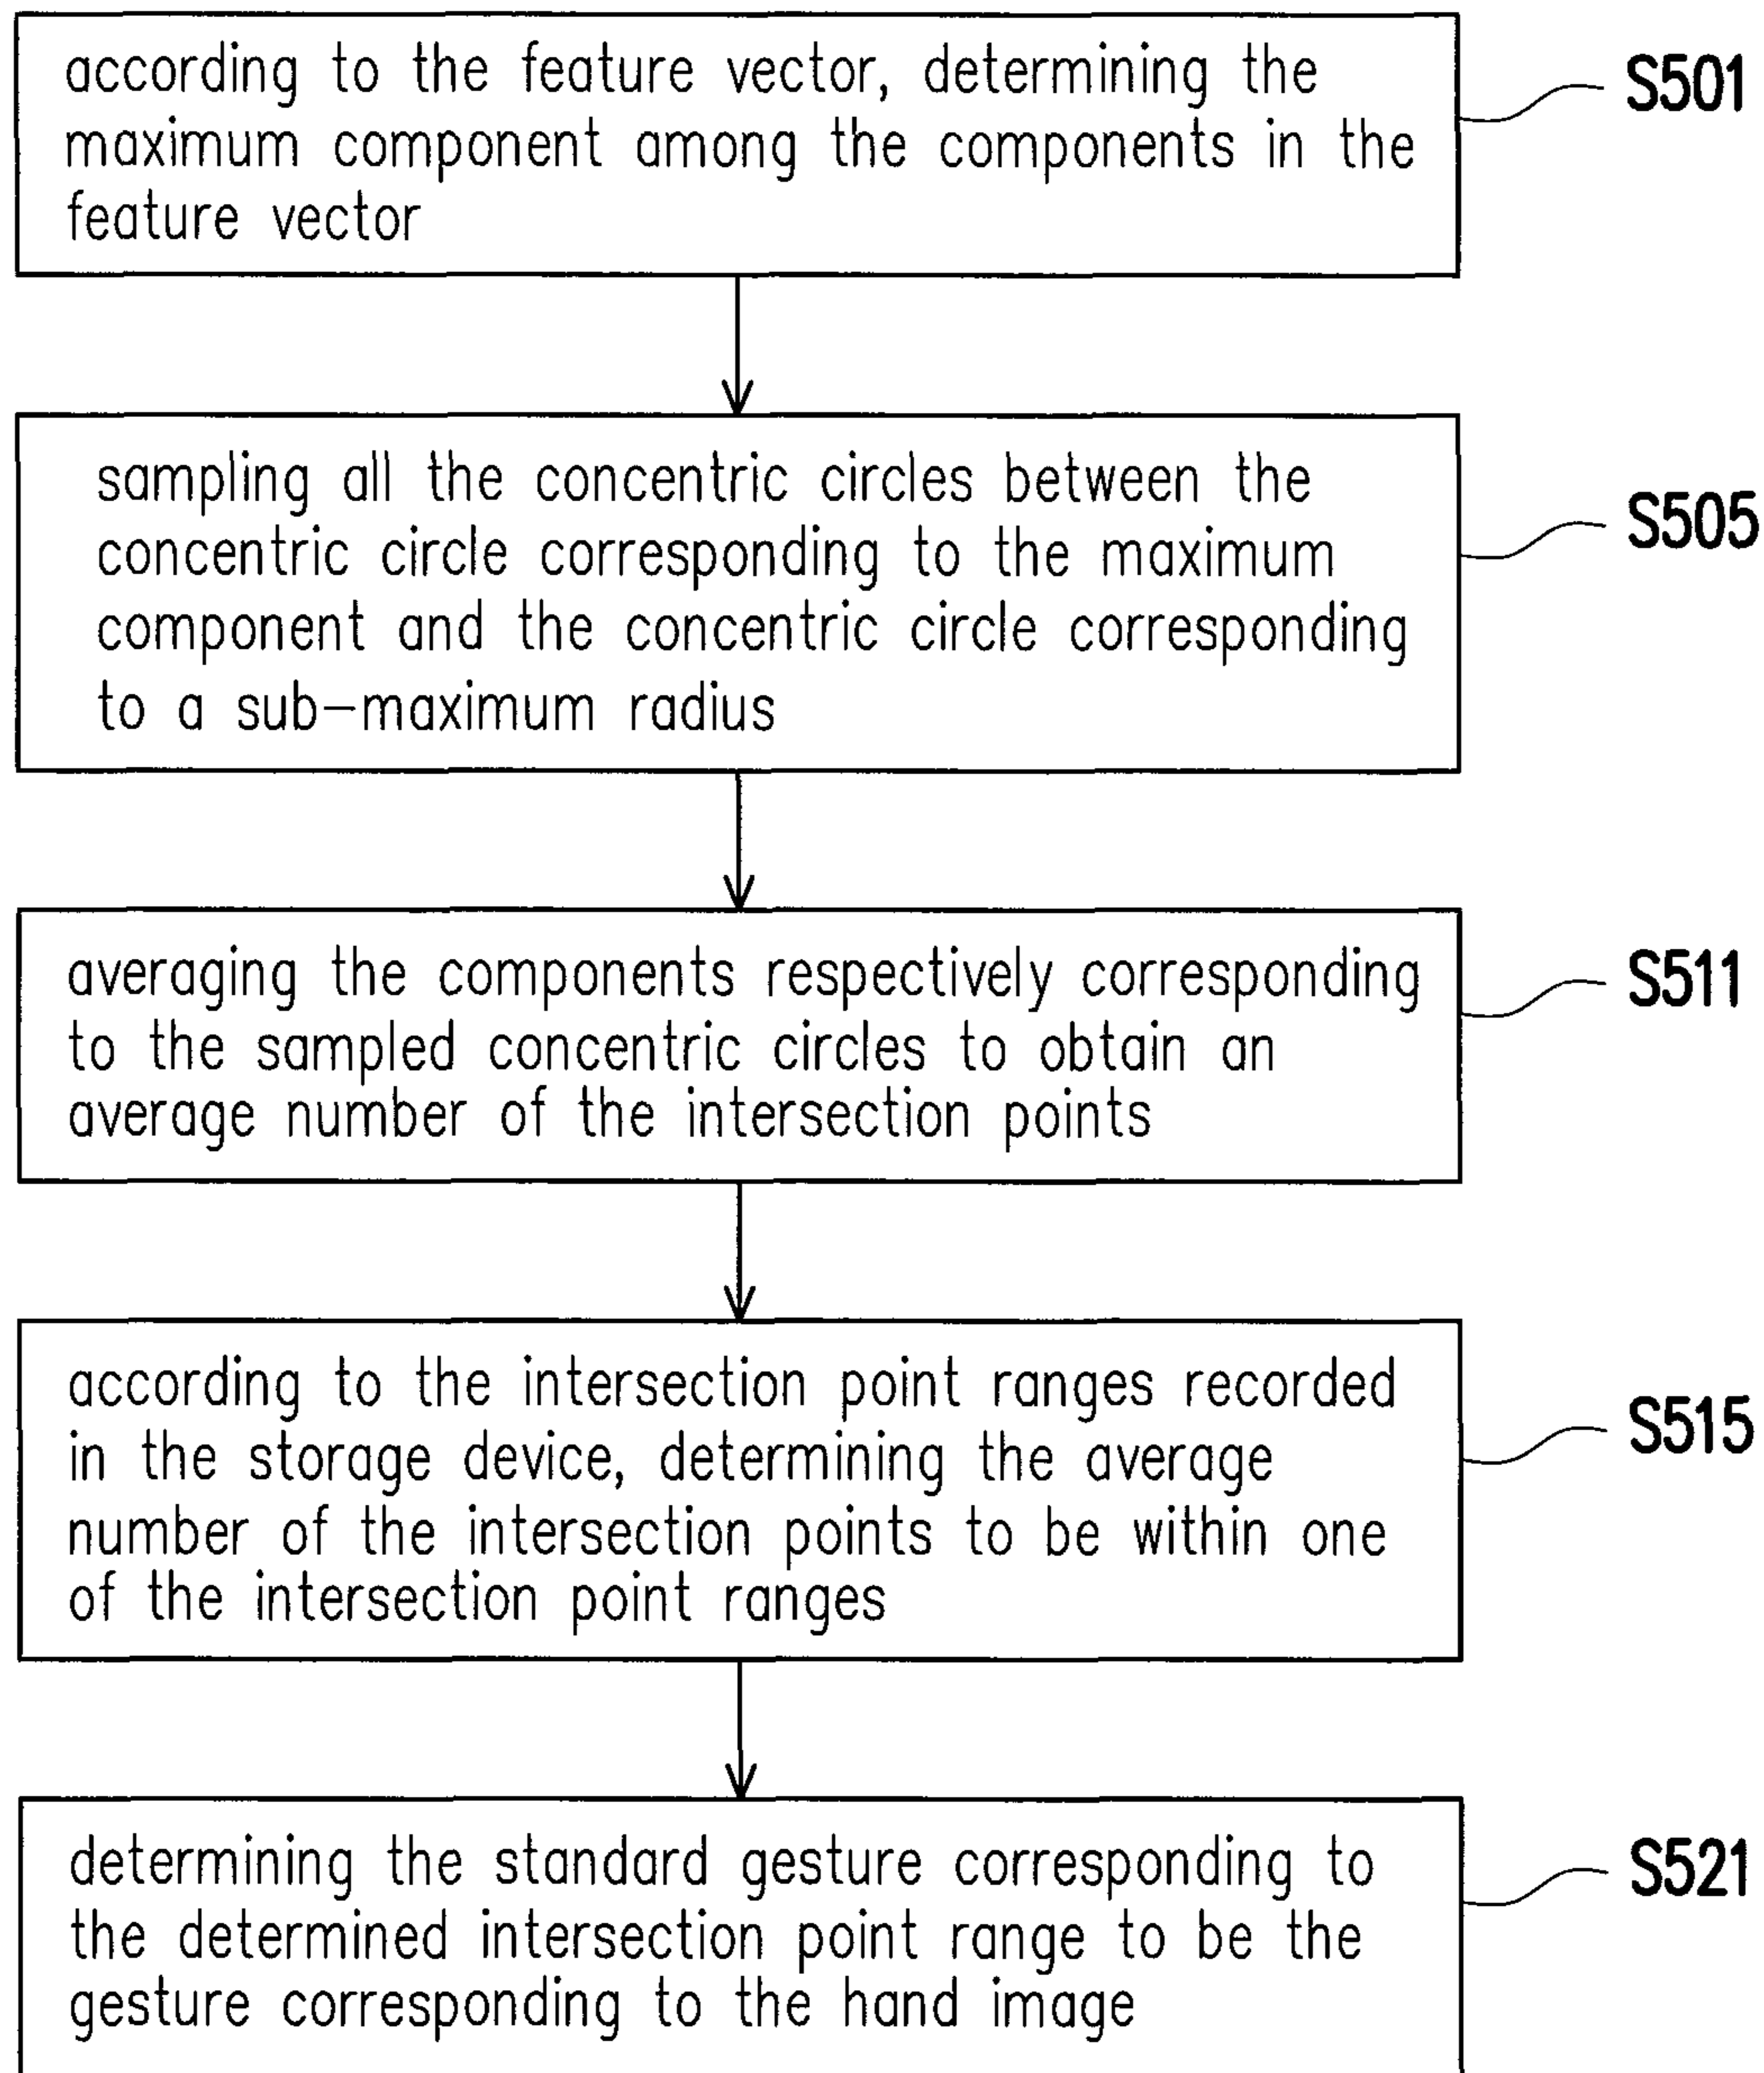 according to the feature vector, determining the
maximum component among the components in the
feature vector
S501
sampling all the concentric circles between the
concentric circle corresponding to the maximum
component and the concentric circle corresponding
to a sub-maximum radius
S505
averaging the components respectively corresponding
to the sampled concentric circles to obtain an
average number of the intersection points
S511
according to the intersection point ranges recorded
in the storage device, determining the average
number of the intersection points to be within one
of the intersection point ranges
S515
determining the standard gesture corresponding to
the determined intersection point range to be the
gesture corresponding to the hand image
S521